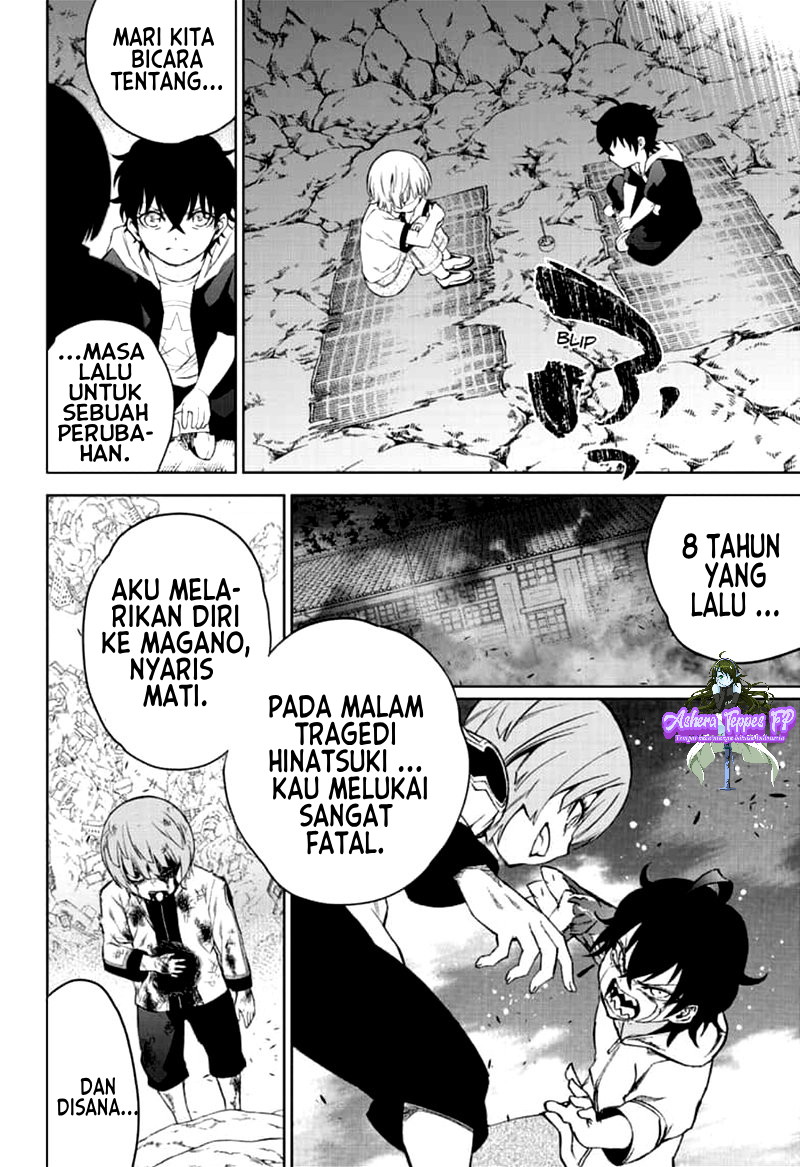 MARI KITA
BICARA
TENTANG...
...MASA
LALU
UNTUK
SEBUAH
PERUBA-
HAN.
BLIP
8 TAHUN
YANG
LALU ...
PADA MALAM
TRAGEDI
HINATSUKI ...
KAU MELUKAI
SANGAT
FATAL.
AKU MELA-
RIKAN DIRI
KE MAGANO,
NYARIS
MATI.
DAN
DISANA...
Ashera Teppes FP